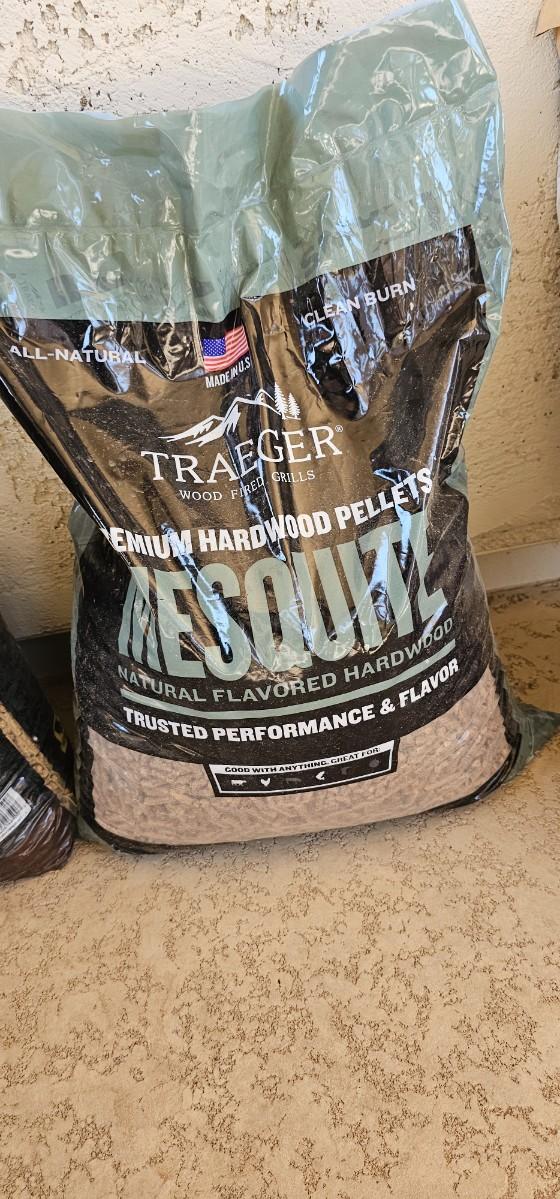 ALL-NATURAL
CLEAN BURN
MADE IN U.S
TRAEGER®
WOOD FIRED GRILLS
EMIUM HARDWOOD PELLETS
MESQUITE
NATURAL FLAVORED HARDWOOD
TRUSTED PERFORMANCE & FLAVOR
GOOD WITH ANYTHING. GREAT FOR: